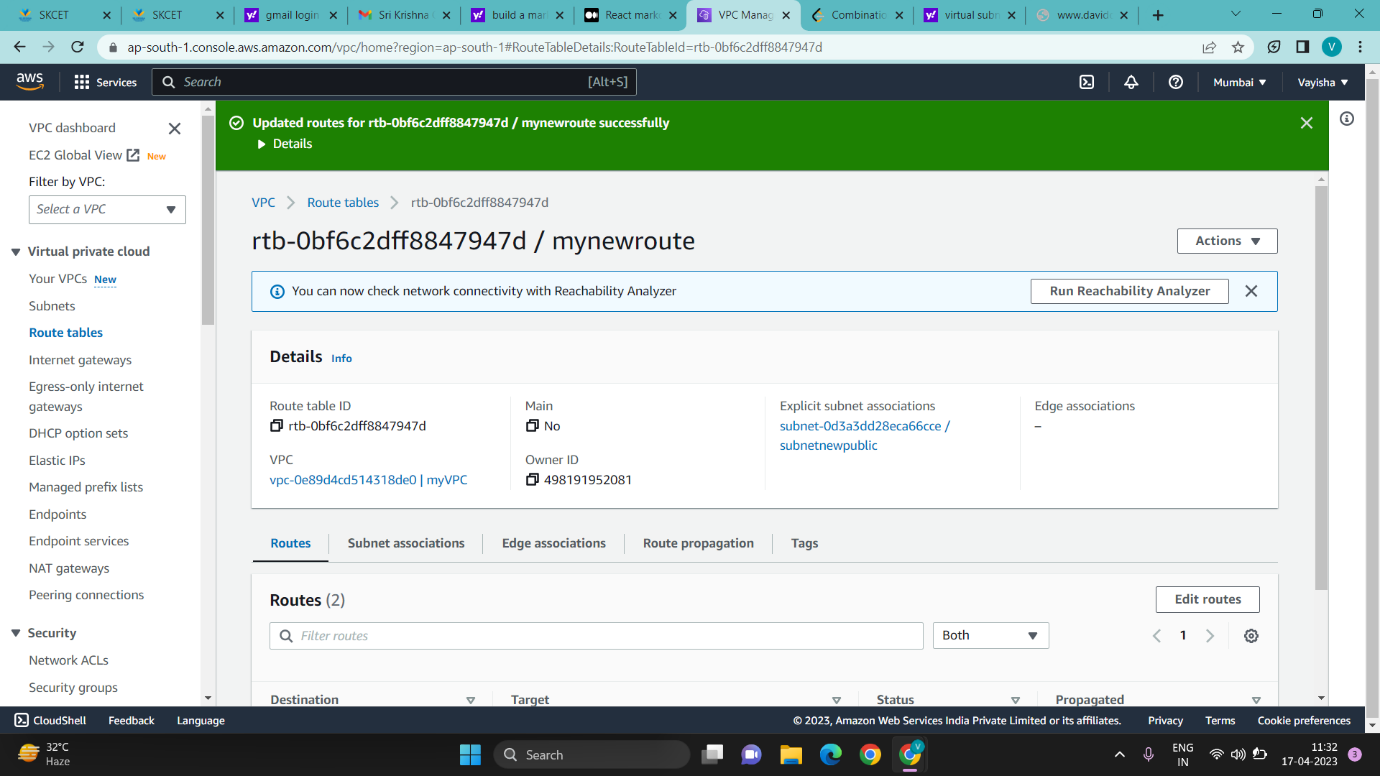 SKCET
SKCET
gmail login
Sri Krishna
build a mar
React mark
VPC Manag
Combinatio
virtual subn
www.davido
ap-south-1.console.aws.amazon.com/vpc/home?region=ap-south-1#RouteTableDetails:RouteTableId=rtb-0bf6c2dff8847947d
V
aws
Services
Search
[Alt+S]
Mumbai
Vayisha
VPC dashboard
EC2 Global View New
Filter by VPC:
Select a VPC
Virtual private cloud
Your VPCs New
Subnets
Route tables
Internet gateways
Egress-only internet
gateways
DHCP option sets
Elastic IPs
Managed prefix lists
Endpoints
Endpoint services
NAT gateways
Peering connections
Security
Network ACLs
Security groups
Updated routes for rtb-0bf6c2dff8847947d / mynewroute successfully
Details
VPC
Route tables
rtb-0bf6c2dff8847947d
rtb-0bf6c2dff8847947d / mynewroute
Actions
You can now check network connectivity with Reachability Analyzer
Run Reachability Analyzer
Details Info
Route table ID
rtb-0bf6c2dff8847947d
VPC
vpc-0e89d4cd514318de0 | myVPC
Main
No
Owner ID
498191952081
Explicit subnet associations
subnet-0d3a3dd28eca66cce /
subnetnewpublic
Edge associations
–
Routes
Subnet associations
Edge associations
Route propagation
Tags
Routes (2)
Edit routes
Filter routes
Both
1
Destination
Target
Status
Propagated
CloudShell
Feedback
Language
© 2023, Amazon Web Services India Private Limited or its affiliates.
Privacy
Terms
Cookie preferences
32°C
Haze
Search
V
ENG
IN
11:32
17-04-2023
3